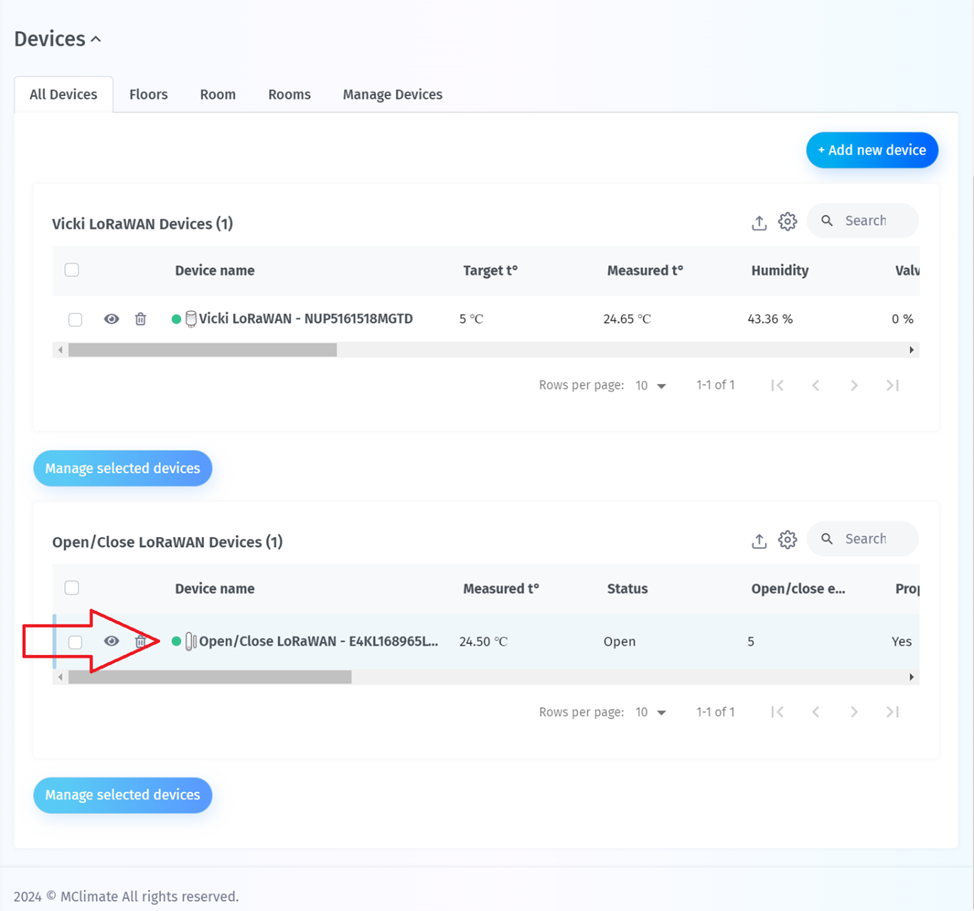 Devices
All Devices Floors Room Rooms Manage Devices
+ Add new device
Vicki LoRaWAN Devices (1) Search
Device name Target t° Measured t° Humidity Valv
Vicki LoRaWAN - NUP5161518MGTD 5 °C 24.65 °C 43.36 % 0 %
Rows per page: 10 1-1 of 1
Manage selected devices
Open/Close LoRaWAN Devices (1) Search
Device name Measured t° Status Open/close e... Prop
Open/Close LoRaWAN - E4KL168965L... 24.50 °C Open 5 Yes
Rows per page: 10 1-1 of 1
Manage selected devices
2024 © MClimate All rights reserved.